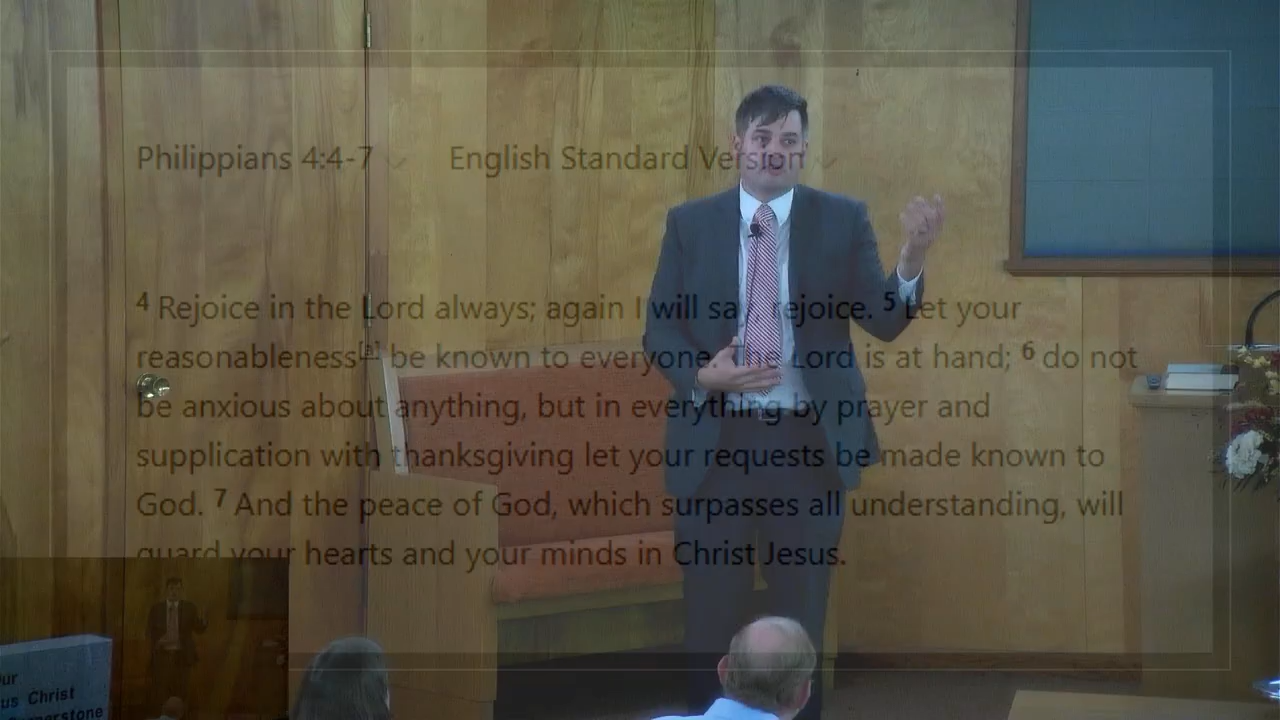 Philippians 4:4-7 English Standard Version
4 Rejoice in the Lord always; again I will say, rejoice. 5 Let your
reasonableness[a] be known to everyone. The Lord is at hand; 6 do not
be anxious about anything, but in everything by prayer and
supplication with thanksgiving let your requests be made known to
God. 7 And the peace of God, which surpasses all understanding, will
guard your hearts and your minds in Christ Jesus.
us Christ